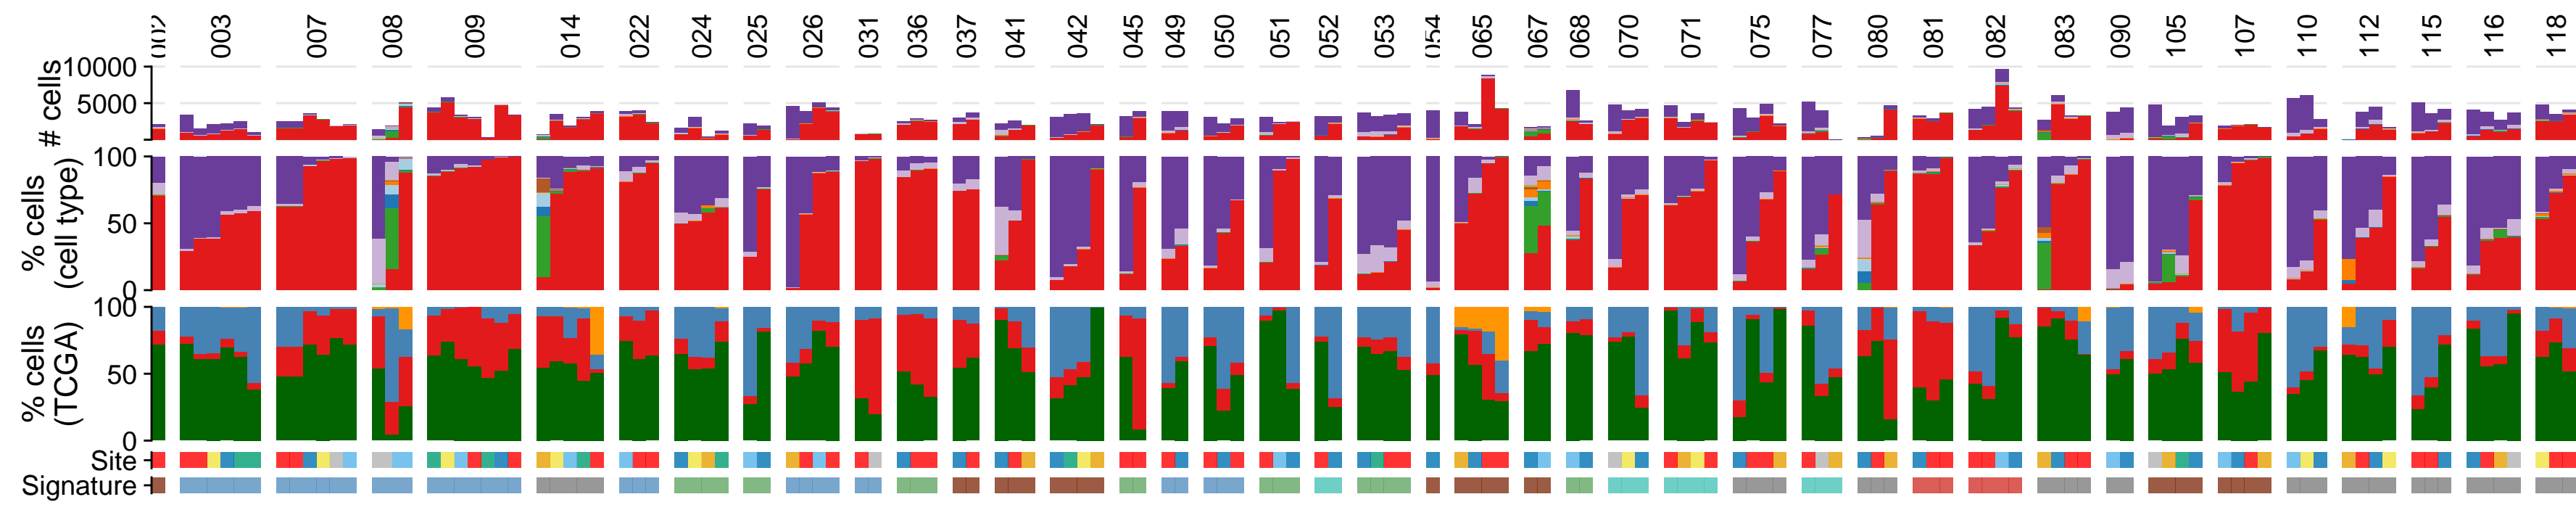 002 003 007 008 009 014 022 024 025 026 031 036 037 041 042 045 049 050 051 052 053 054 065 067 068 070 071 075 077 080 081 082 083 090 105 107 110 112 115 116 118
# cells
10000
5000
% cells
(cell type)
100
50
0
% cells
(TCGA)
100
50
0
Site
Signature